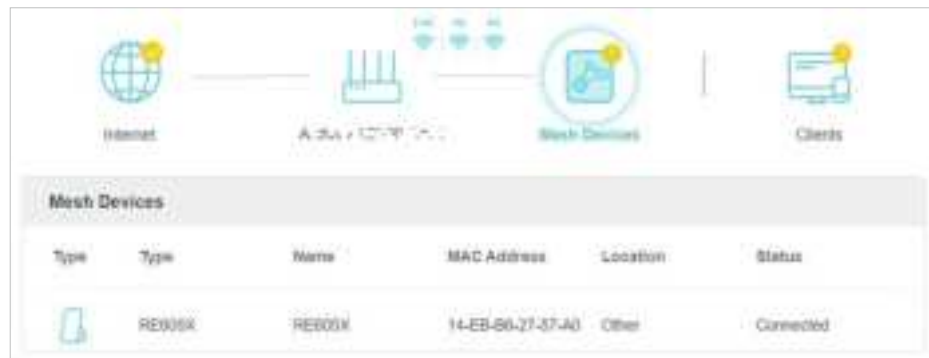 Internet
Mesh Devices
Clients
Mesh Devices
Type Type Name MAC Address Location Status
RE605X RE605X 14-EB-B6-27-57-A0 Other Connected